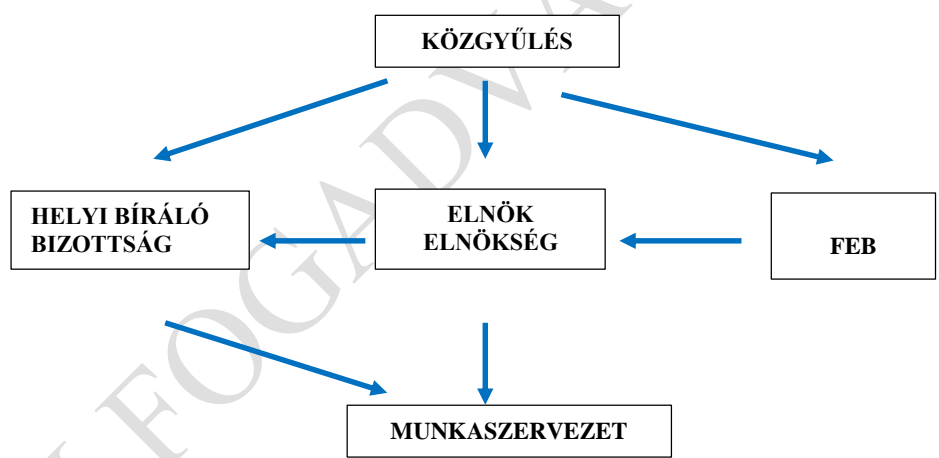 KÖZGYŰLÉS
HELYI BÍRÁLÓ
BIZOTTSÁG
ELNÖK
ELNÖKSÉG
FEB
MUNKASZERVEZET